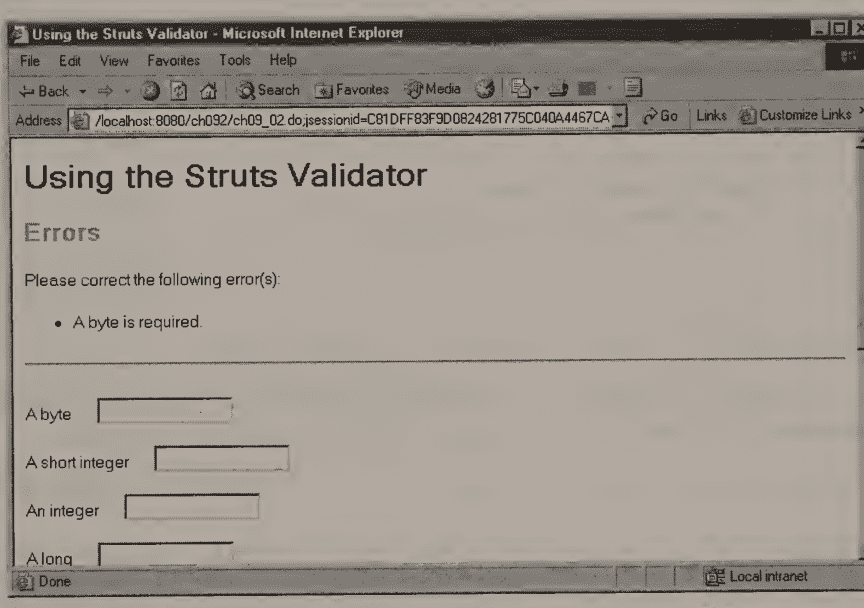 Using the Struts Validator - Microsoft Internet Explorer
File Edit View Favorites Tools Help
Back Search Favorites Media
Address /localhost:8080/ch092/ch09_02.do;jsessionid=C81DFF83F9D0824281775C040A4467CA Go Links Customize Links
Using the Struts Validator
Errors
Please correct the following error(s):
• A byte is required.
A byte
A short integer
An integer
A long
Done Local intranet